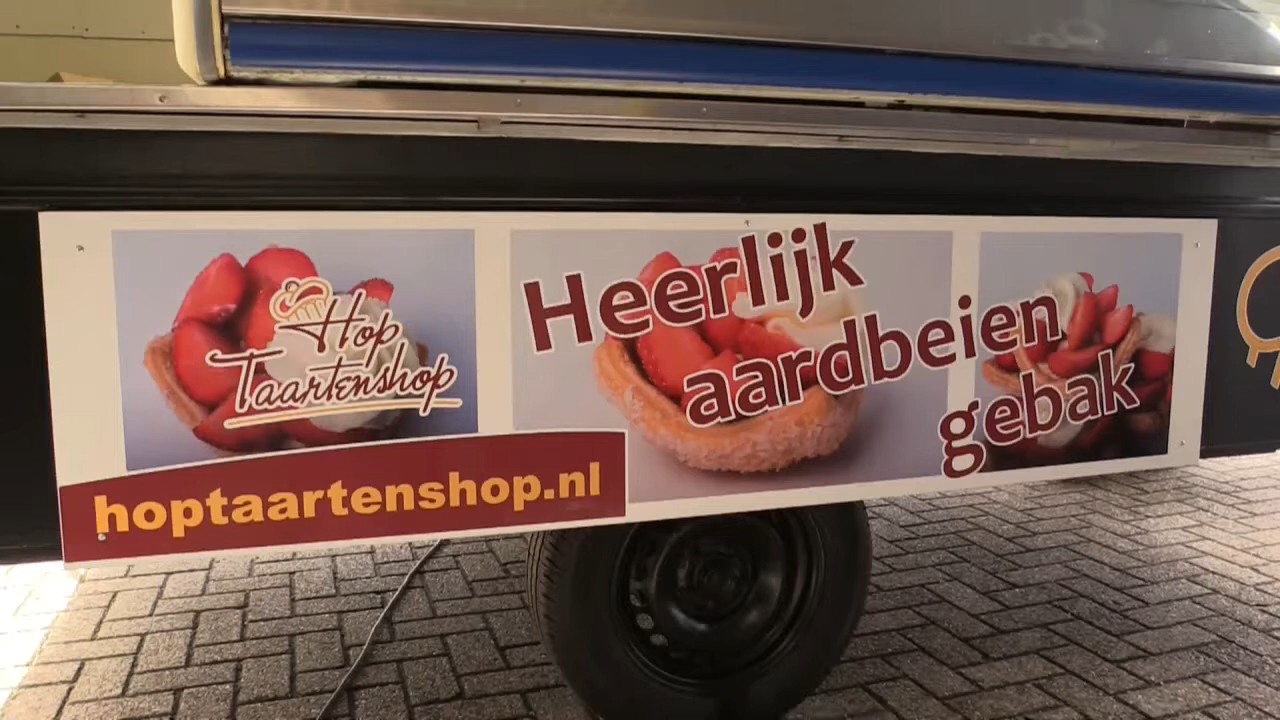 Hop
Taartenshop
hoptaartenshop.nl
Heerlijk
aardbeien
gebak